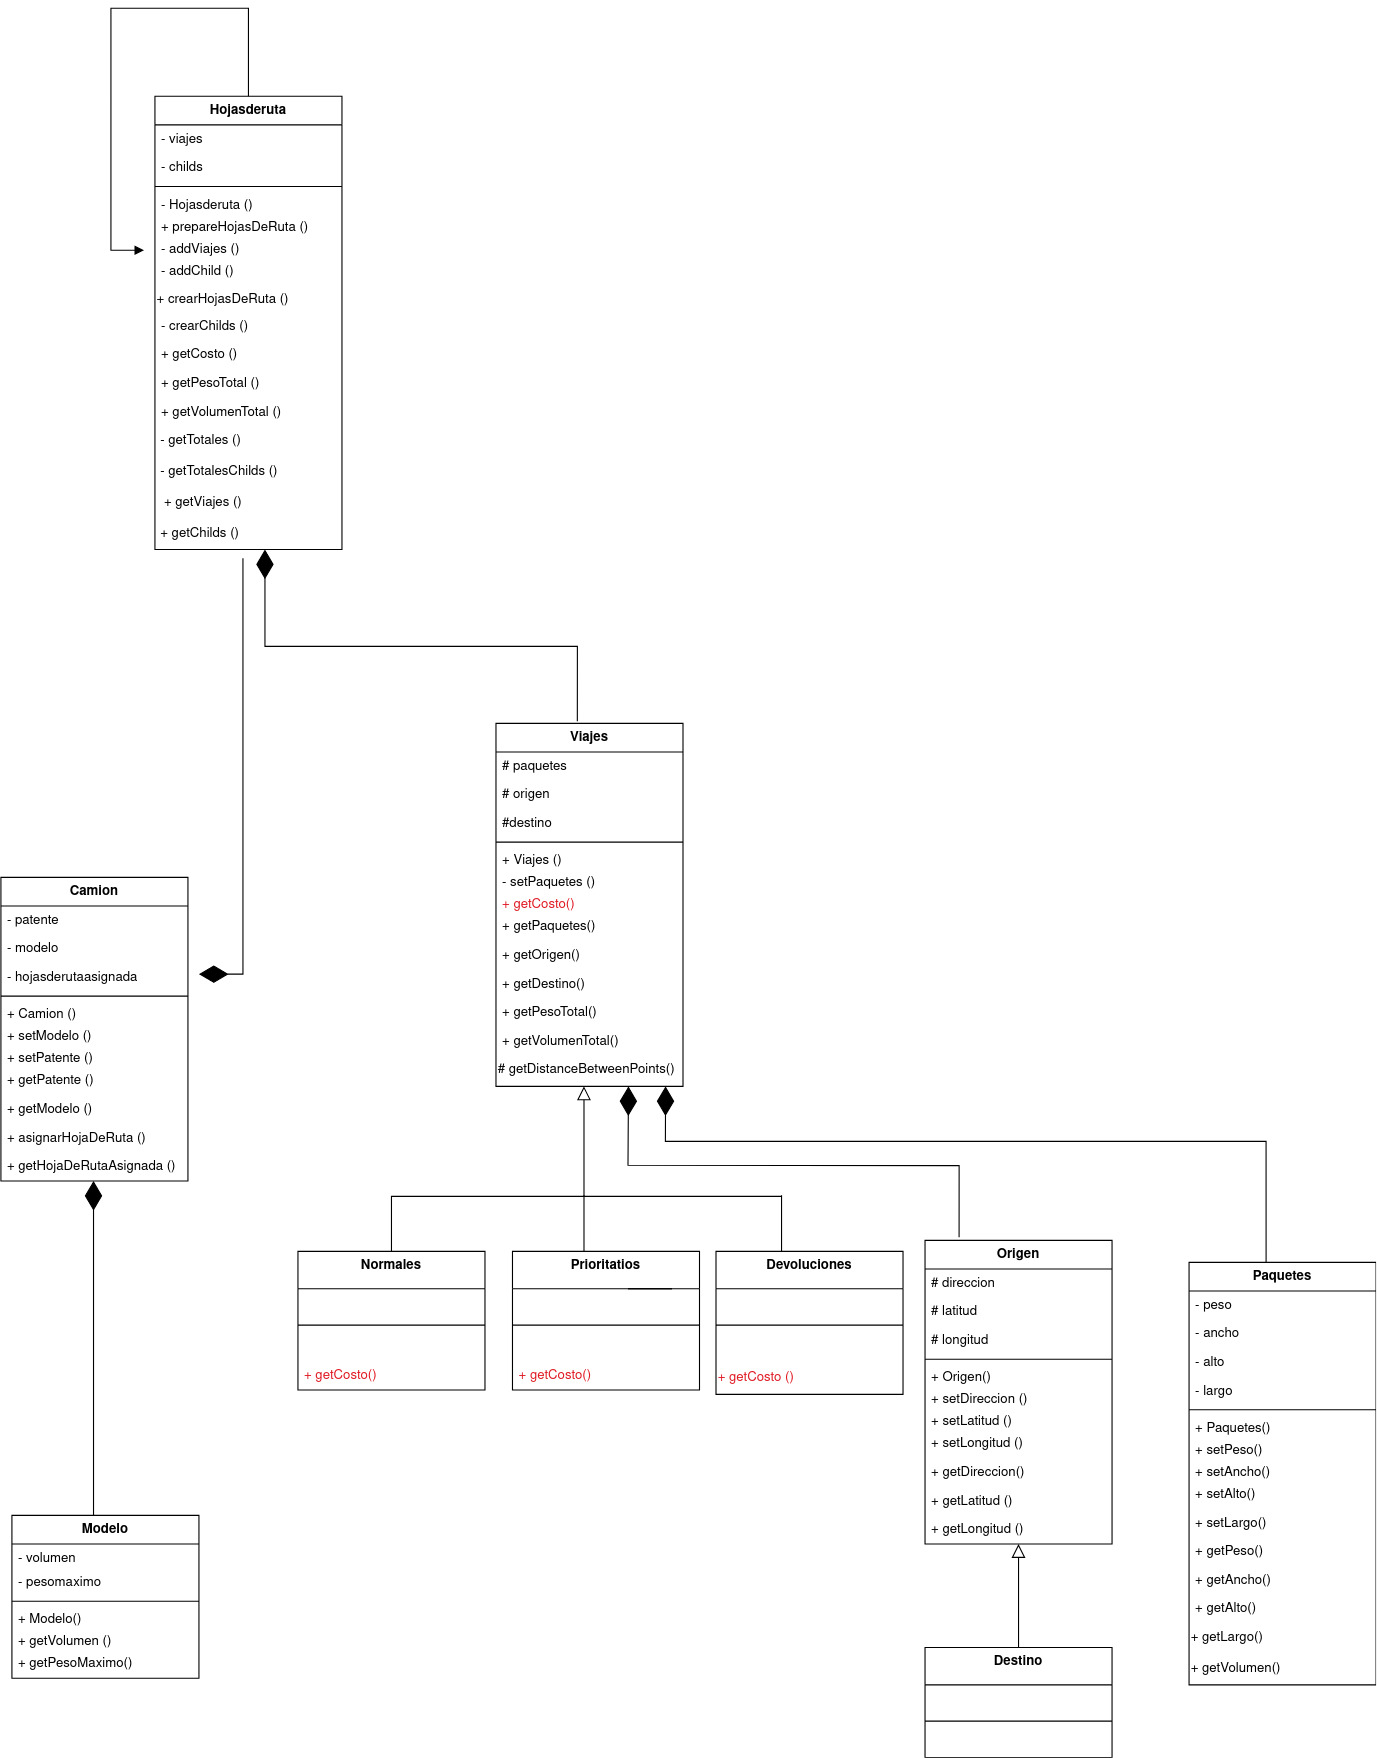 Hojasderuta
- viajes
- childs
- Hojasderuta ()
+ prepareHojasDeRuta ()
- addViajes ()
- addChild ()
+ crearHojasDeRuta ()
- crearChilds ()
+ getCosto ()
+ getPesoTotal ()
+ getVolumenTotal ()
- getTotales ()
- getTotalesChilds ()
+ getViajes ()
+ getChilds ()
Viajes
# paquetes
# origen
#destino
+ Viajes ()
- setPaquetes ()
+ getCosto()
+ getPaquetes()
+ getOrigen()
+ getDestino()
+ getPesoTotal()
+ getVolumenTotal()
# getDistanceBetweenPoints()
Camion
- patente
- modelo
- hojasderutaasignada
+ Camion ()
+ setModelo ()
+ setPatente ()
+ getPatente ()
+ getModelo ()
+ asignarHojaDeRuta ()
+ getHojaDeRutaAsignada ()
Normales
+ getCosto()
Prioritatios
+ getCosto()
Devoluciones
+ getCosto ()
Origen
# direccion
# latitud
# longitud
+ Origen()
+ setDireccion ()
+ setLatitud ()
+ setLongitud ()
+ getDireccion()
+ getLatitud ()
+ getLongitud ()
Paquetes
- peso
- ancho
- alto
- largo
+ Paquetes()
+ setPeso()
+ setAncho()
+ setAlto()
+ setLargo()
+ getPeso()
+ getAncho()
+ getAlto()
+ getLargo()
+ getVolumen()
Modelo
- volumen
- pesomaximo
+ Modelo()
+ getVolumen ()
+ getPesoMaximo()
Destino